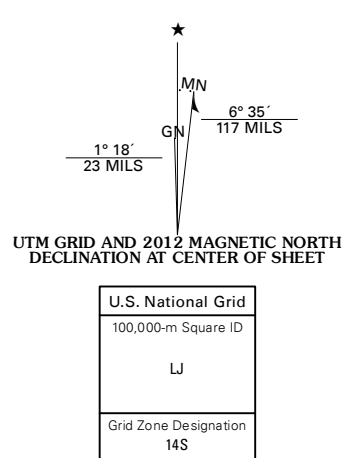 ★
MN
GN
6° 35´
117 MILS
1° 18´
23 MILS
UTM GRID AND 2012 MAGNETIC NORTH
DECLINATION AT CENTER OF SHEET
U.S. National Grid
100,000-m Square ID
LJ
Grid Zone Designation
14S